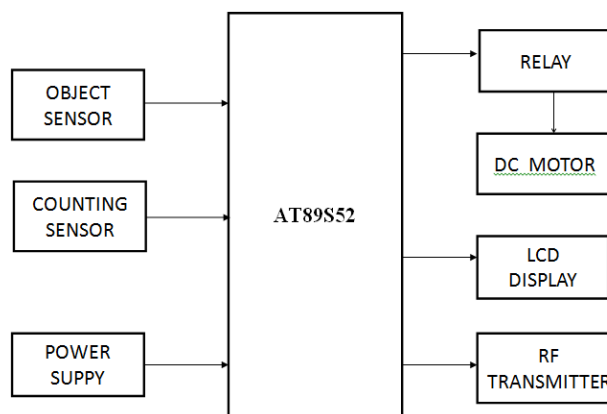 OBJECT
SENSOR
COUNTING
SENSOR
POWER
SUPPY
AT89S52
RELAY
DC MOTOR
LCD
DISPLAY
RF
TRANSMITTER